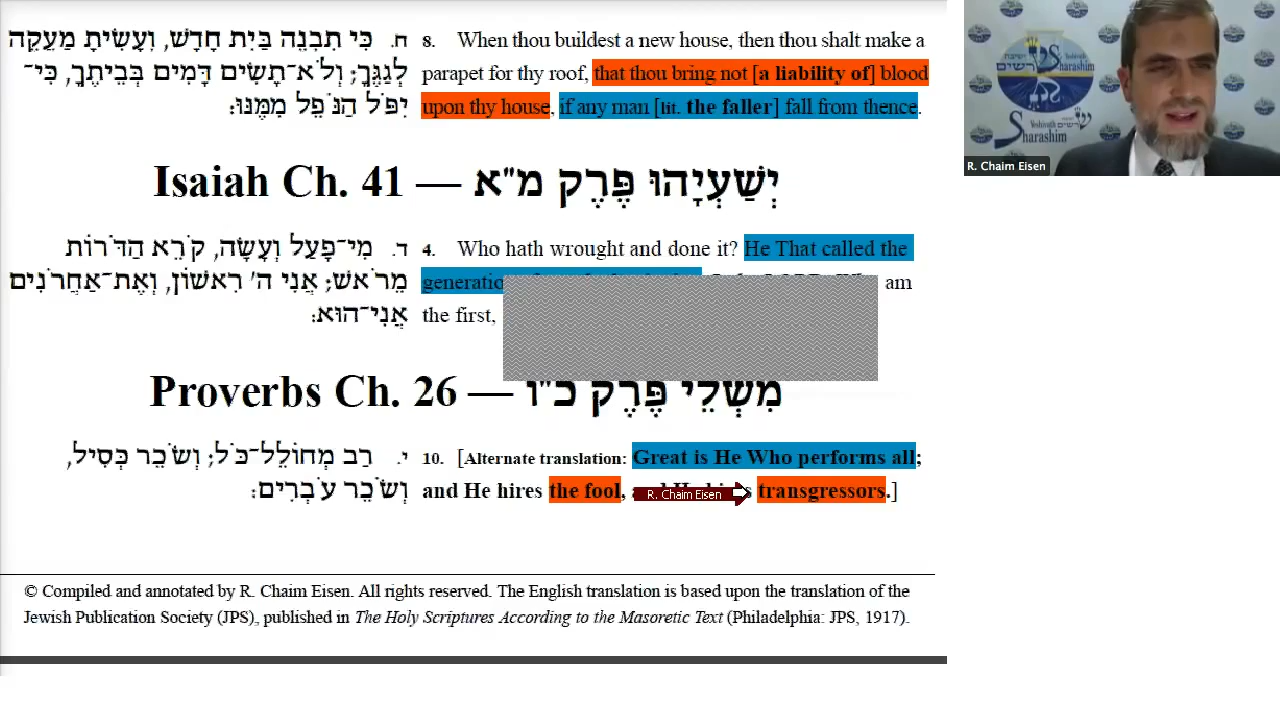 ח. כִּי תִבְנֶה בַּיִת חָדָשׁ, וְעָשִׂיתָ מַעֲקֶה
לְגַגֶּךָ; וְלֹא־תָשִׂים דָּמִים בְּבֵיתֶךָ, כִּי־
יִפֹּל הַנֹּפֵל מִמֶּנּוּ:
8. When thou buildest a new house, then thou shalt make a
parapet for thy roof, that thou bring not [a liability of] blood
upon thy house, if any man [lit. the faller] fall from thence.
Isaiah Ch. 41 — יְשַׁעְיָהוּ פֶּרֶק מ"א
ד. מִי־פָעַל וְעָשָׂה, קֹרֵא הַדֹּרוֹת
מֵרֹאשׁ; אֲנִי ה' רִאשׁוֹן, וְאֶת־אַחֲרֹנִים
אֲנִי־הוּא:
4. Who hath wrought and done it? He That called the
am
the first,
Proverbs Ch. 26 — מִשְׁלֵי פֶּרֶק כ"ו
י. רַב מְחוֹלֵל־כֹּל; וְשֹׂכֵר כְּסִיל,
וְשֹׂכֵר עֹבְרִים:
10. [Alternate translation: Great is He Who performs all;
and He hires the fool, transgressors.]
R. Chaim Eisen
© Compiled and annotated by R. Chaim Eisen. All rights reserved. The English translation is based upon the translation of the
Jewish Publication Society (JPS), published in The Holy Scriptures According to the Masoretic Text (Philadelphia: JPS, 1917).
Sharashim
שרשים
Yeshivath
Sharashim
R. Chaim Eisen